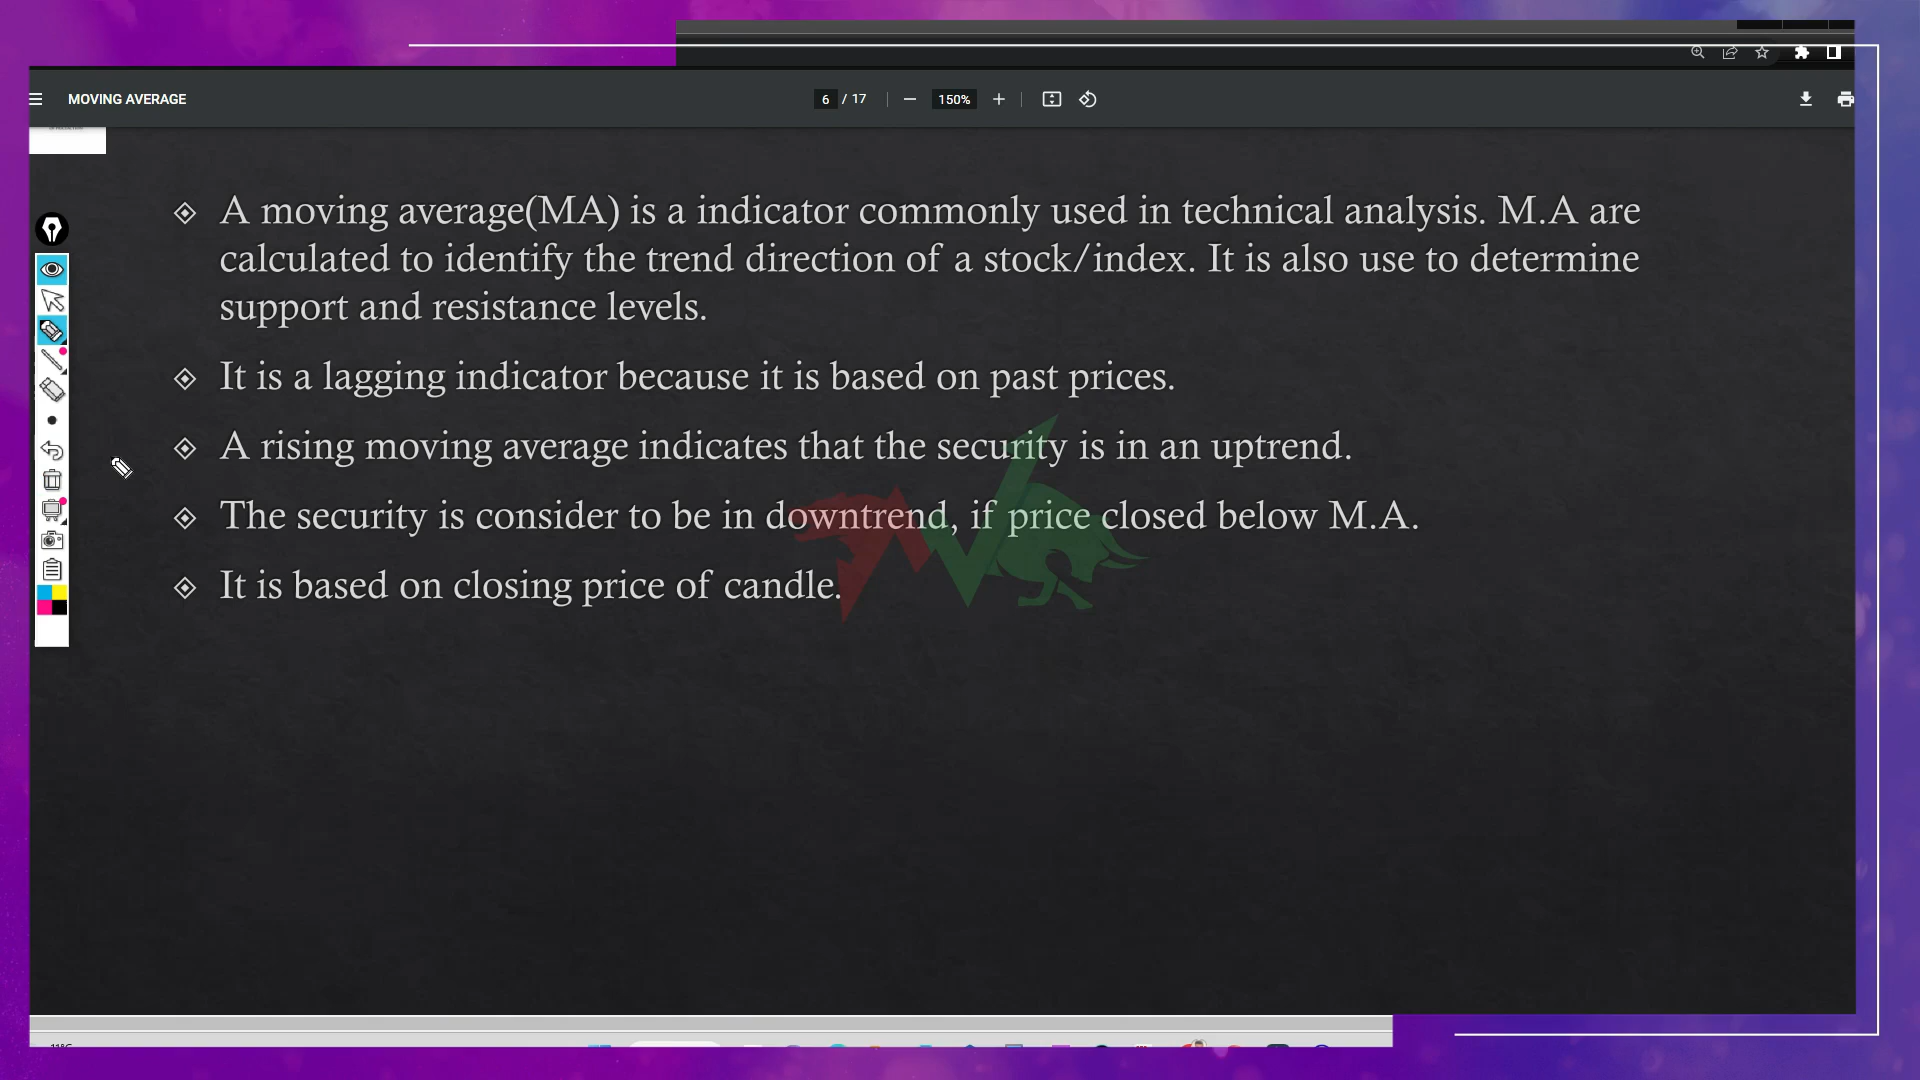 MOVING AVERAGE
6 / 17
150%
A moving average(MA) is a indicator commonly used in technical analysis. M.A are
calculated to identify the trend direction of a stock/index. It is also use to determine
support and resistance levels.
It is a lagging indicator because it is based on past prices.
A rising moving average indicates that the security is in an uptrend.
The security is consider to be in downtrend, if price closed below M.A.
It is based on closing price of candle.